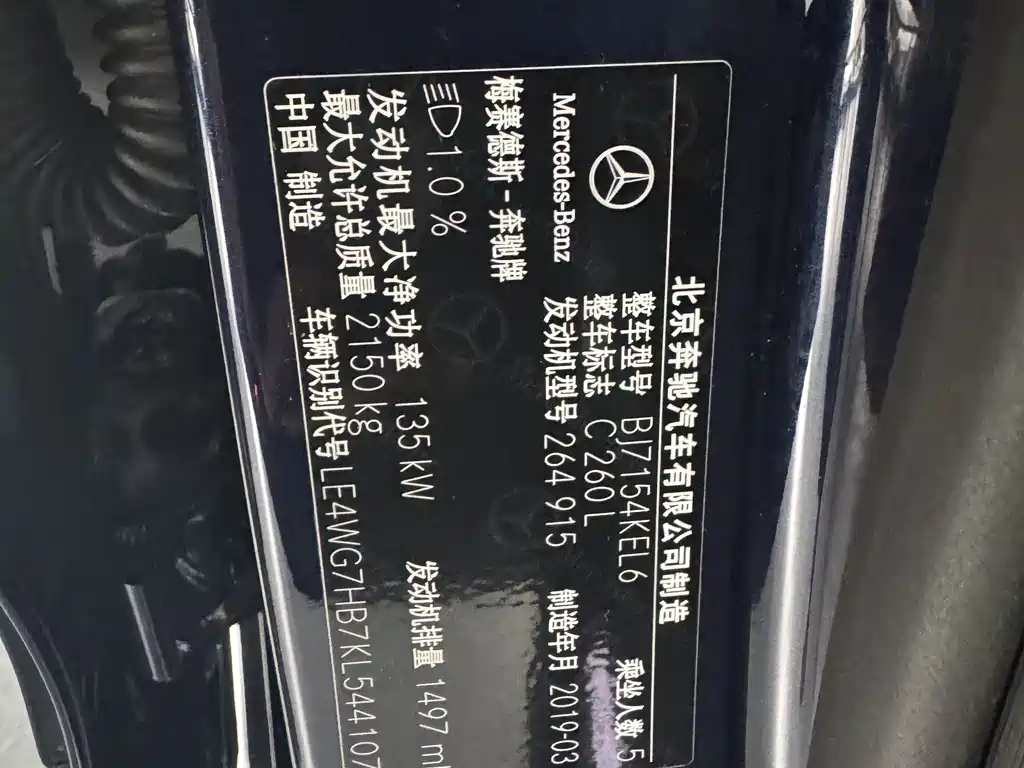 北京奔驰汽车有限公司制造
整车型号 BJ7154KEL6 乘坐人数 5
整车标志 C 260 L
Mercedes-Benz 发动机型号 264 915 制造年月 2019-03
梅赛德斯-奔驰牌
1.0 %
发动机最大净功率 135 kW 发动机排量 1497 ml
最大允许总质量 2150 kg
中国 制造 车辆识别代号 LE4WG7HB7KL544107